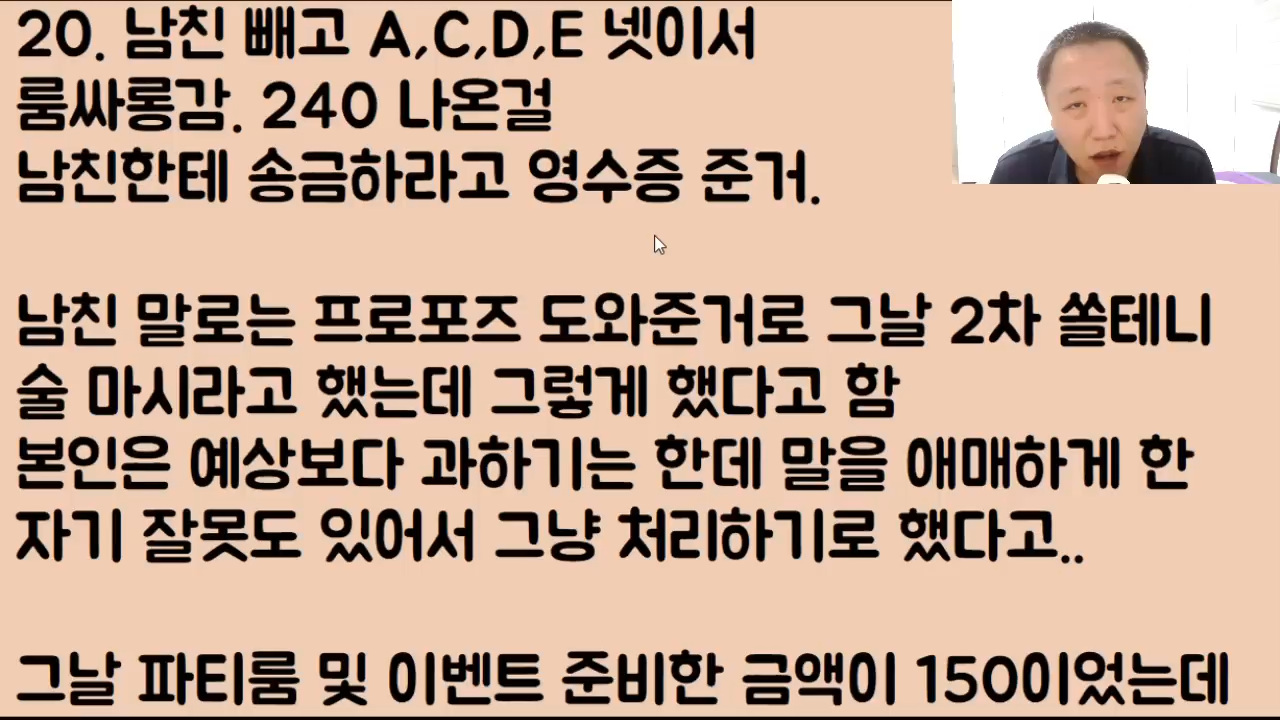 20. 남친 빼고 A,C,D,E 넷이서
룸싸롱감. 240 나온걸
남친한테 송금하라고 영수증 준거.
남친 말로는 프로포즈 도와준거로 그날 2차 쏠테니
술 마시라고 했는데 그렇게 했다고 함
본인은 예상보다 과하기는 한데 말을 애매하게 한
자기 잘못도 있어서 그냥 처리하기로 했다고..
그날 파티룸 및 이벤트 준비한 금액이 150이었는데